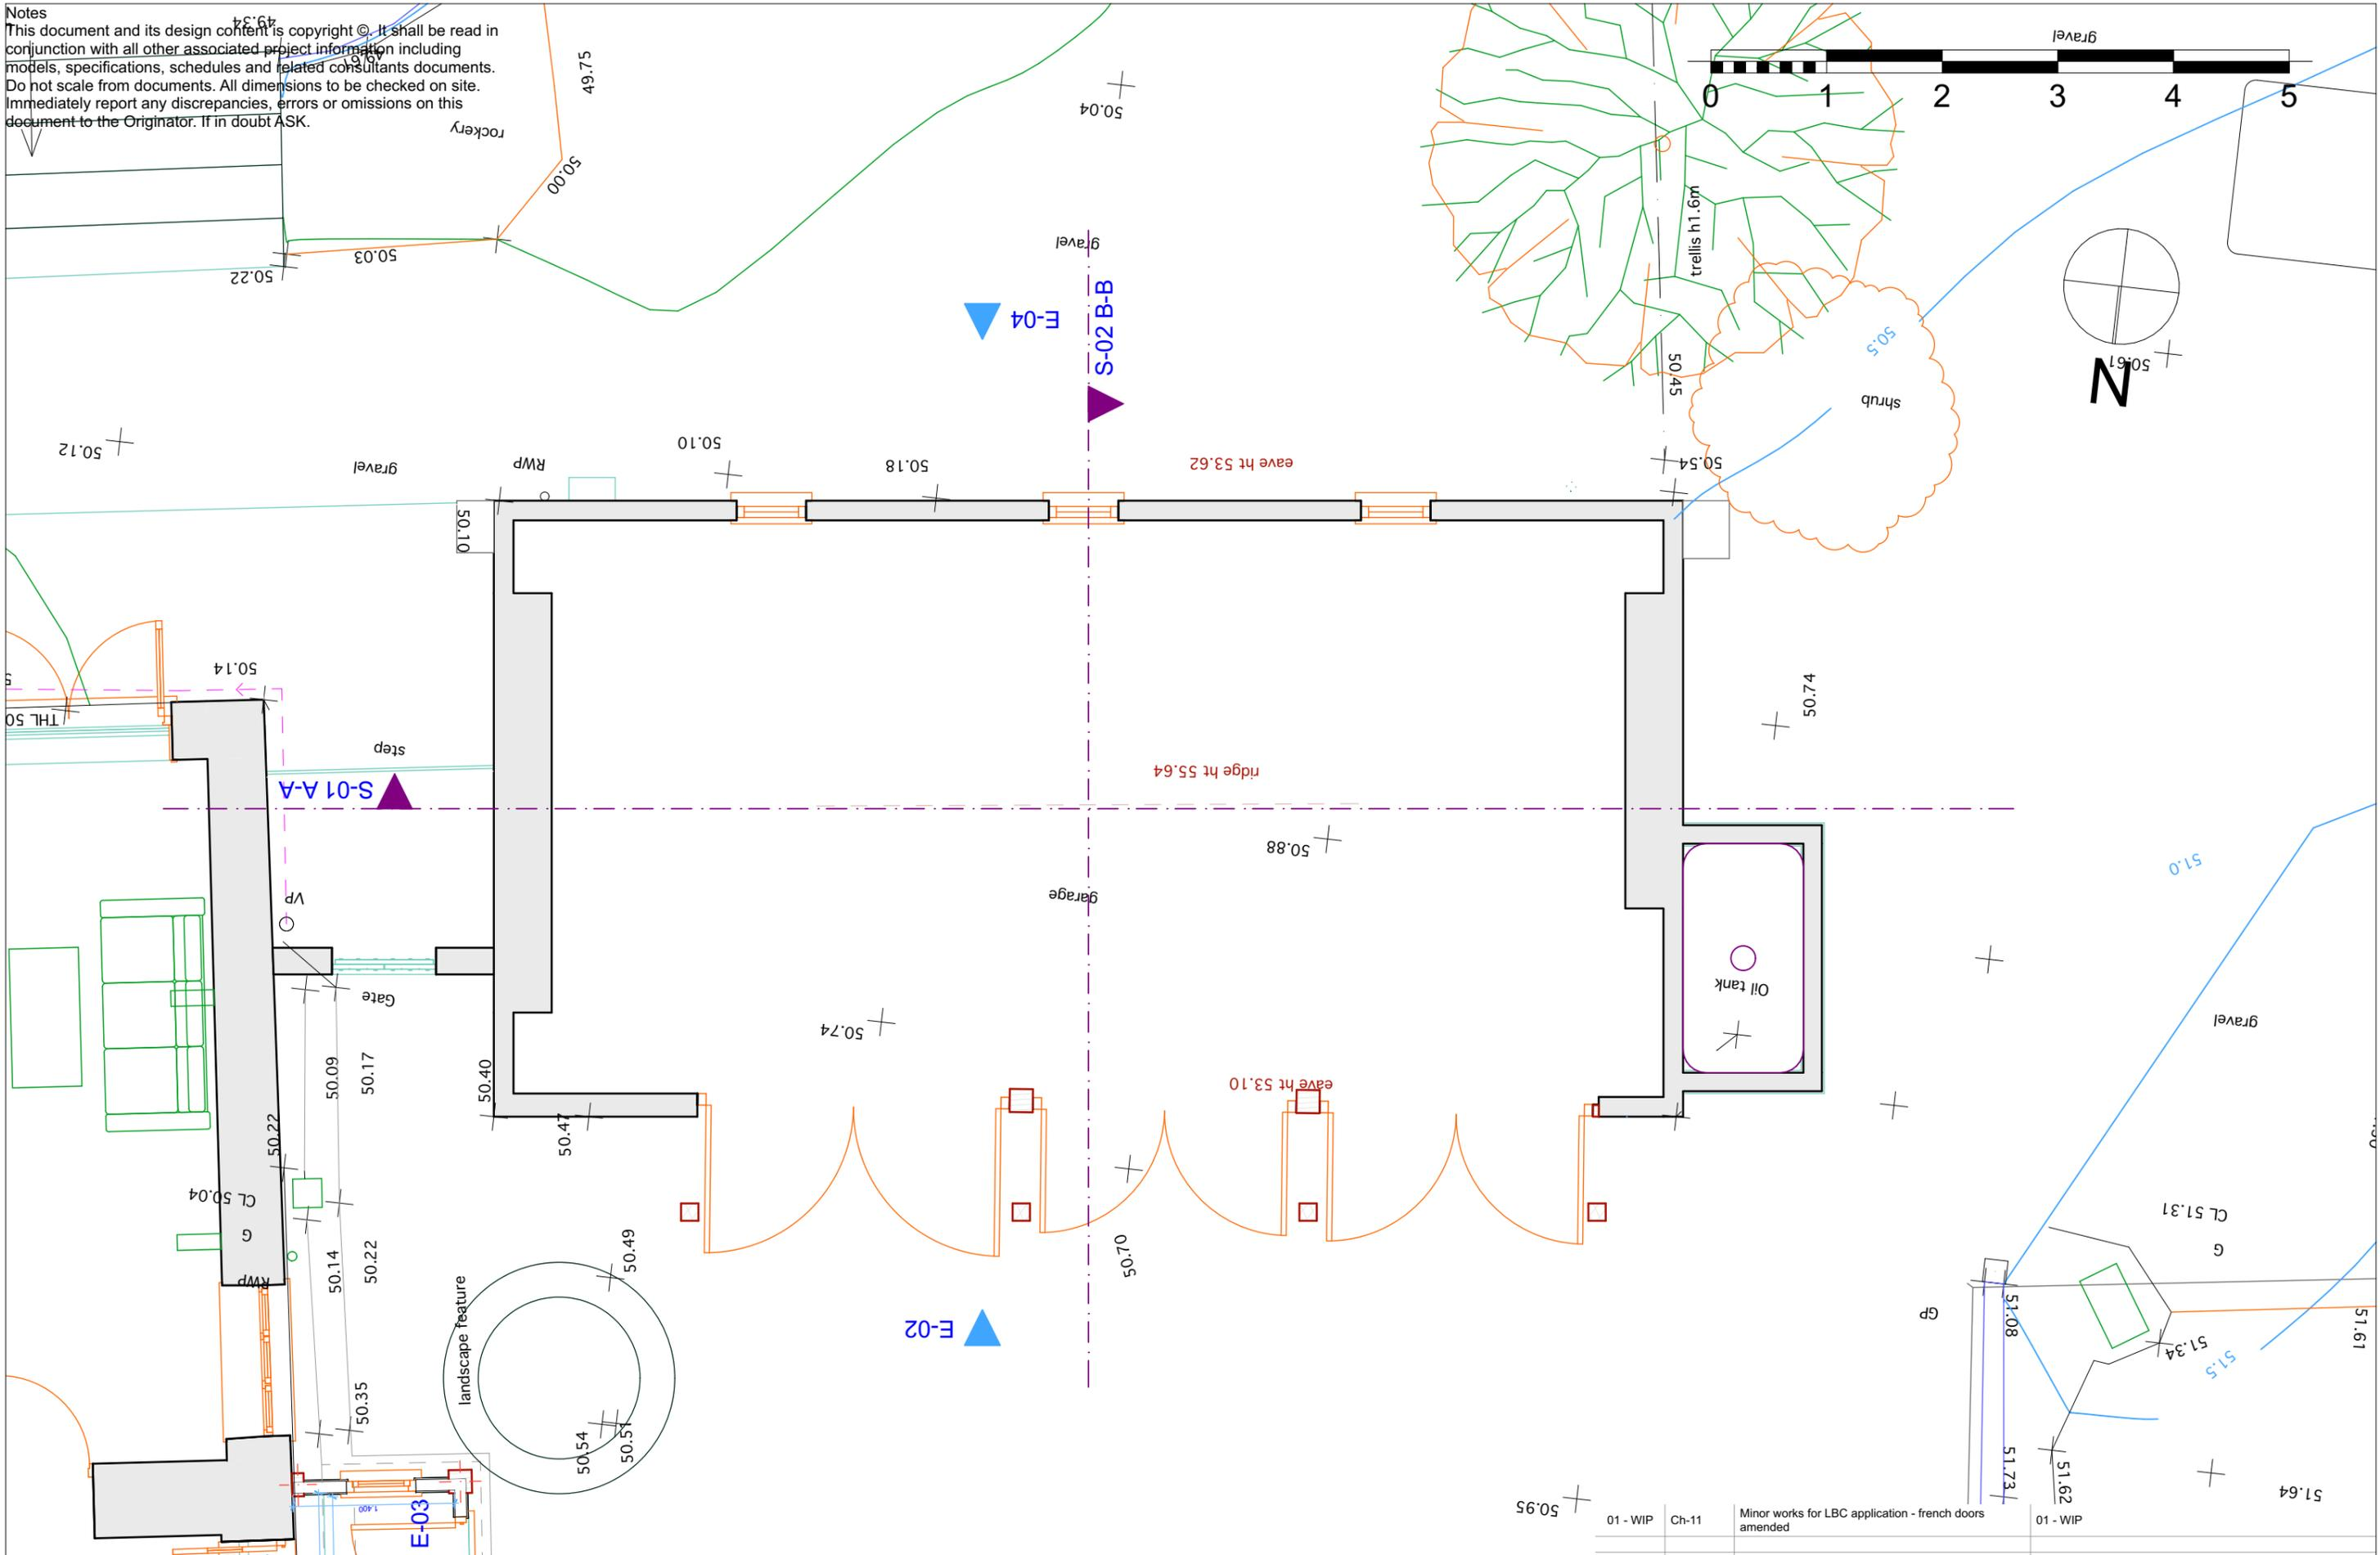 Notes
This document and its design content is copyright ©. It shall be read in
conjunction with all other associated project information including
models, specifications, schedules and related consultants documents.
Do not scale from documents. All dimensions to be checked on site.
Immediately report any discrepancies, errors or omissions on this
document to the Originator. If in doubt ASK.
49.34
49.61
49.75
rockery
50.00
50.03
50.22
50.04
gravel
0 1 2 3 4 5
trellis h1.6m
gravel
S-02 B-B
E-04
50.45
50.5
shrub
50.61
N
50.12
gravel
RWP
50.10
50.18
eave ht 53.62
50.54
50.10
50.14
THL 50
step
S-01 A-A
ridge ht 55.64
50.74
50.88
garage
51.0
VP
Gate
Oil tank
gravel
50.74
50.09
50.17
50.40
50.47
eave ht 53.10
50.22
CL 50.04
G
RWP
50.14
50.22
50.49
landscape feature
50.70
E-02
CL 51.31
G
GP
51.08
51.34
51.5
51.61
50.35
50.54
50.51
E-03
1.400
50.95
51.73
51.62
51.64
01 - WIP Ch-11 Minor works for LBC application - french doors
amended 01 - WIP